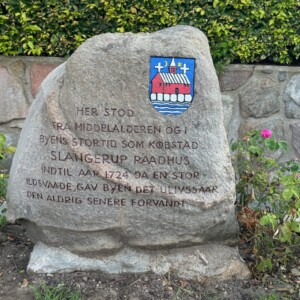 HER STOD
FRA MIDDELALDEREN OG I
BYENS STORTID SOM KØBSTAD
SLANGERUP RAADHUS
INDTIL AAR 1724 DA EN STOR
ILDSVAADE GAV BYEN DET ULIVSSAAR
DEN ALDRIG SENERE FORVANDT